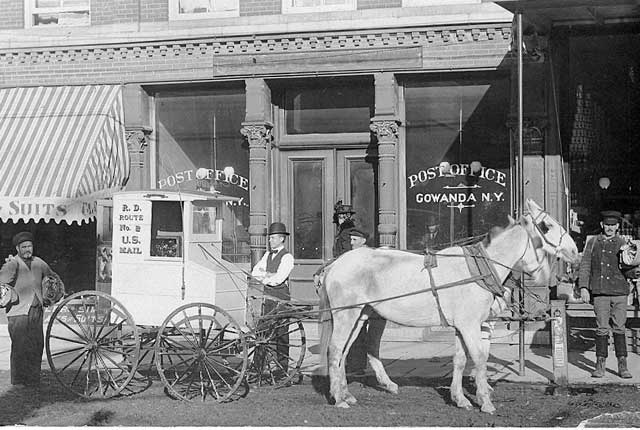 POST OFFICE
N.Y.
POST OFFICE
GOWANDA N.Y.
SUITS
R.D.
ROUTE
No. 2
U.S.
MAIL